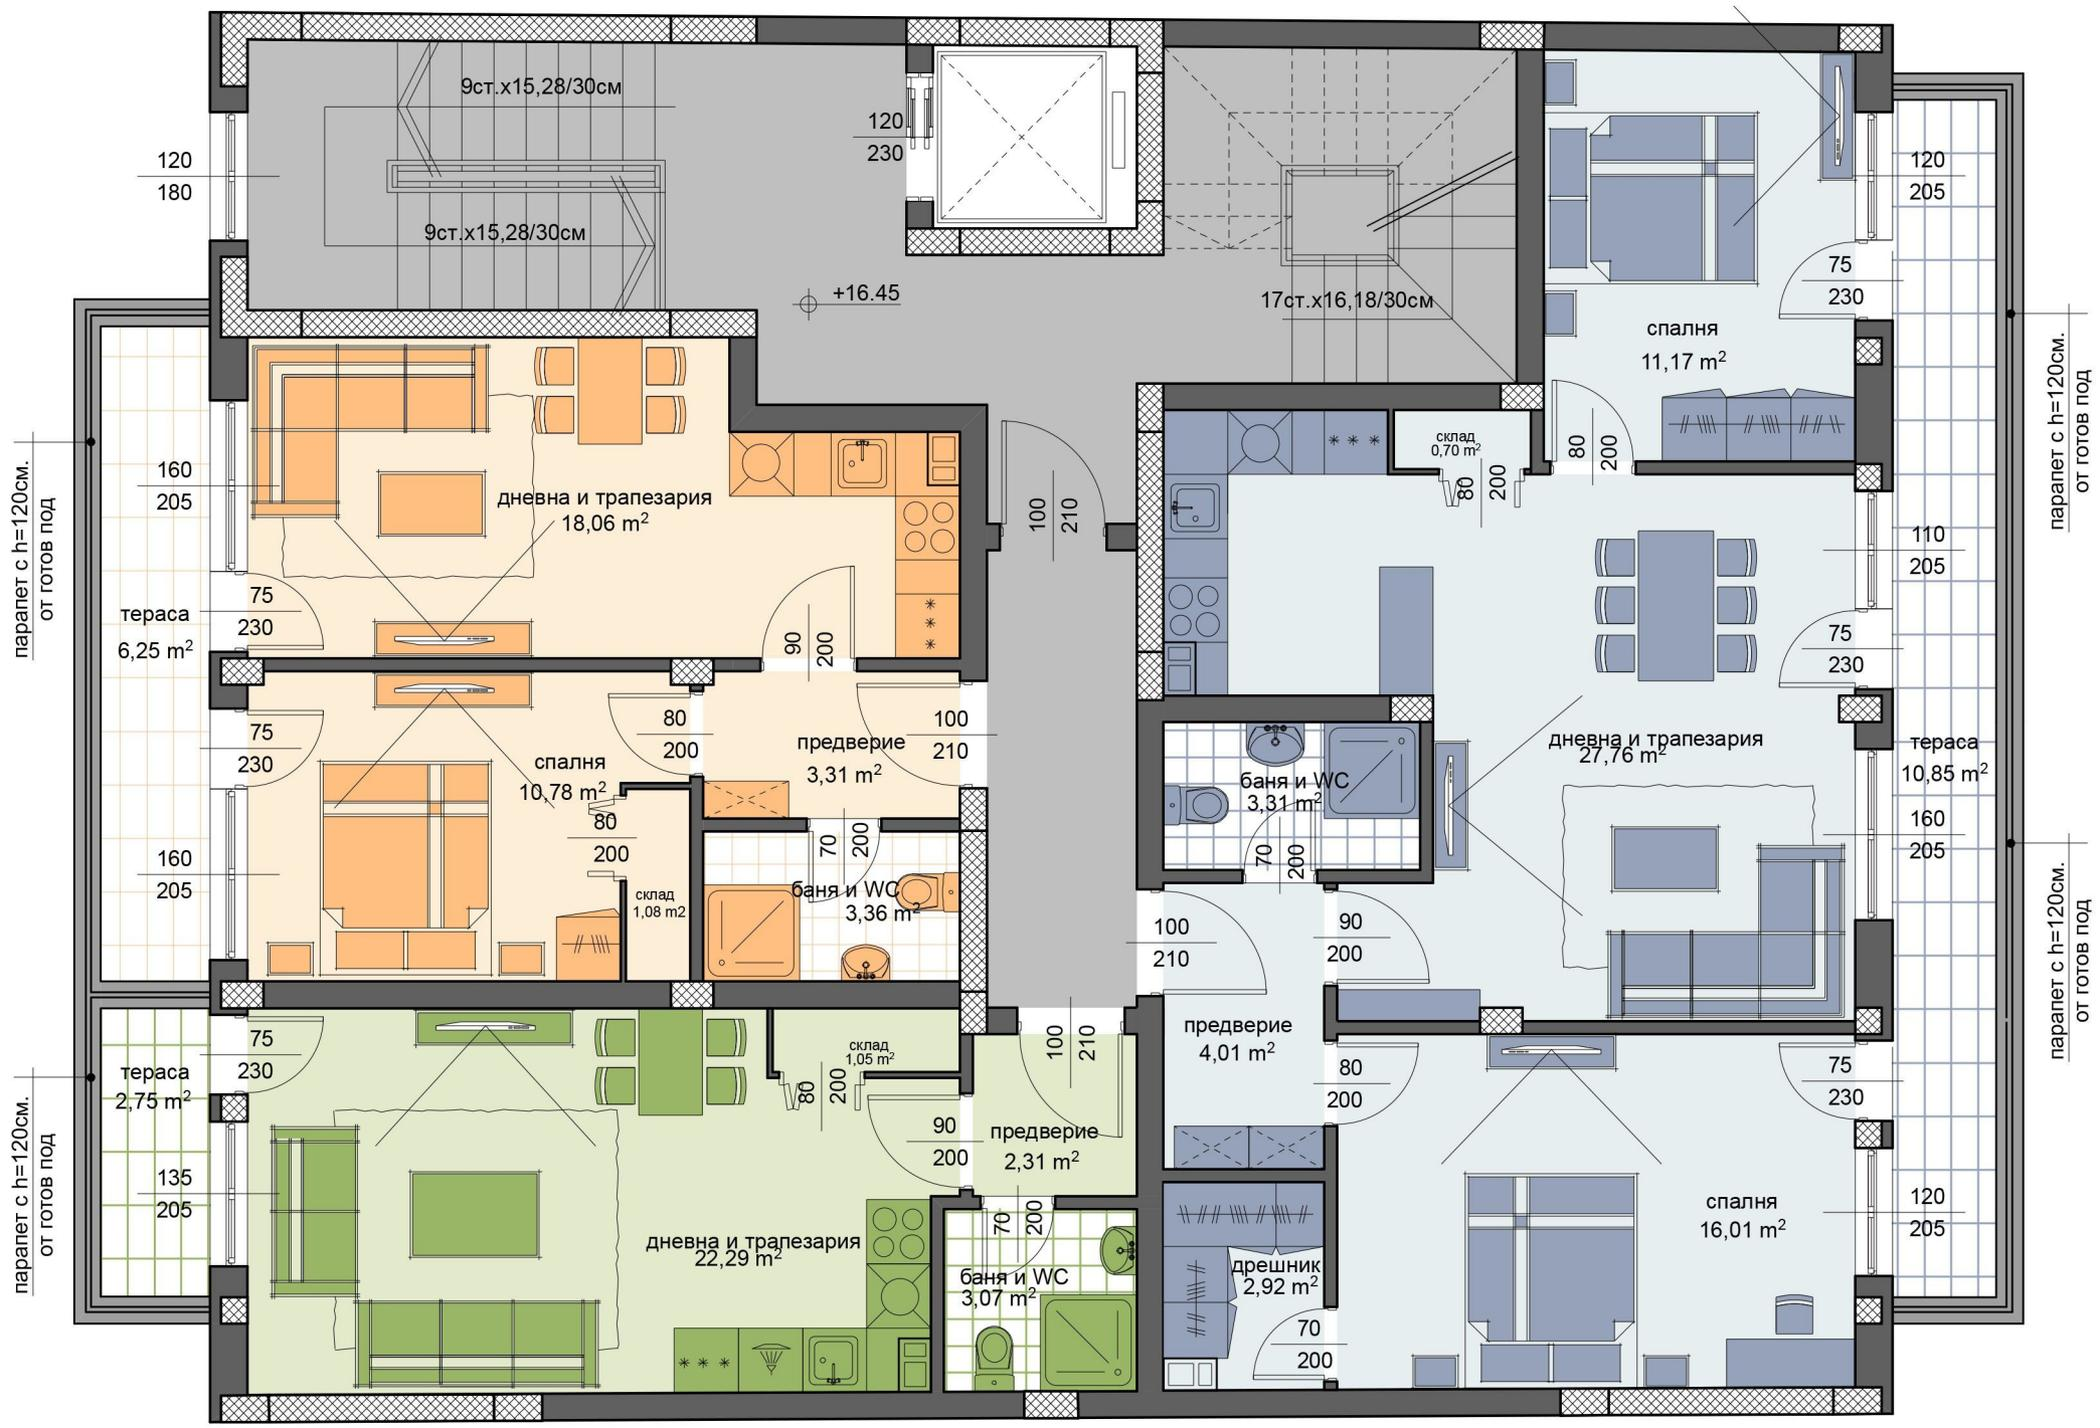 9ст.x15,28/30см
9ст.x15,28/30см
120
180
120
230
+16.45
17ст.x16,18/30см
120
205
75
230
спалня
11,17 m²
парапет с h=120см.
от готов под
парапет с h=120см.
от готов под
160
205
дневна и трапезария
18,06 m²
75
230
тераса
6,25 m²
90
200
100
210
80
200
склад
0,70 m²
80
200
110
205
75
230
75
230
80
200
100
210
предверие
3,31 m²
спалня
10,78 m²
80
200
160
205
склад
1,08 m2
70
200
баня и WC
3,36 m²
баня и WC
3,31 m²
70
200
дневна и трапезария
27,76 m²
тераса
10,85 m²
160
205
парапет с h=120см.
от готов под
100
210
90
200
75
230
тераса
2,75 m²
парапет с h=120см.
от готов под
склад
1,05 m²
80
200
100
210
предверие
4,01 m²
80
200
75
230
90
200
предверие
2,31 m²
135
205
70
200
дневна и трапезария
22,29 m²
баня и WC
3,07 m²
дрешник
2,92 m²
70
200
спалня
16,01 m²
120
205